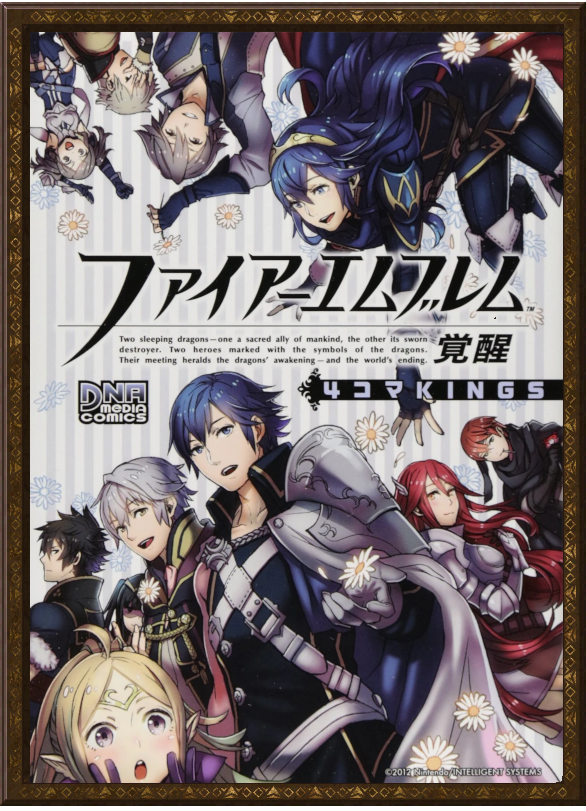 ファイアーエムブレム™
Two sleeping dragons—one a sacred ally of mankind, the other its sworn
destroyer. Two heroes marked with the symbols of the dragons.
Their meeting heralds the dragons' awakening—and the world's ending.
覚醒
DNA
MEDIA
COMICS
4コマKINGS
©2012 Nintendo/INTELLIGENT SYSTEMS